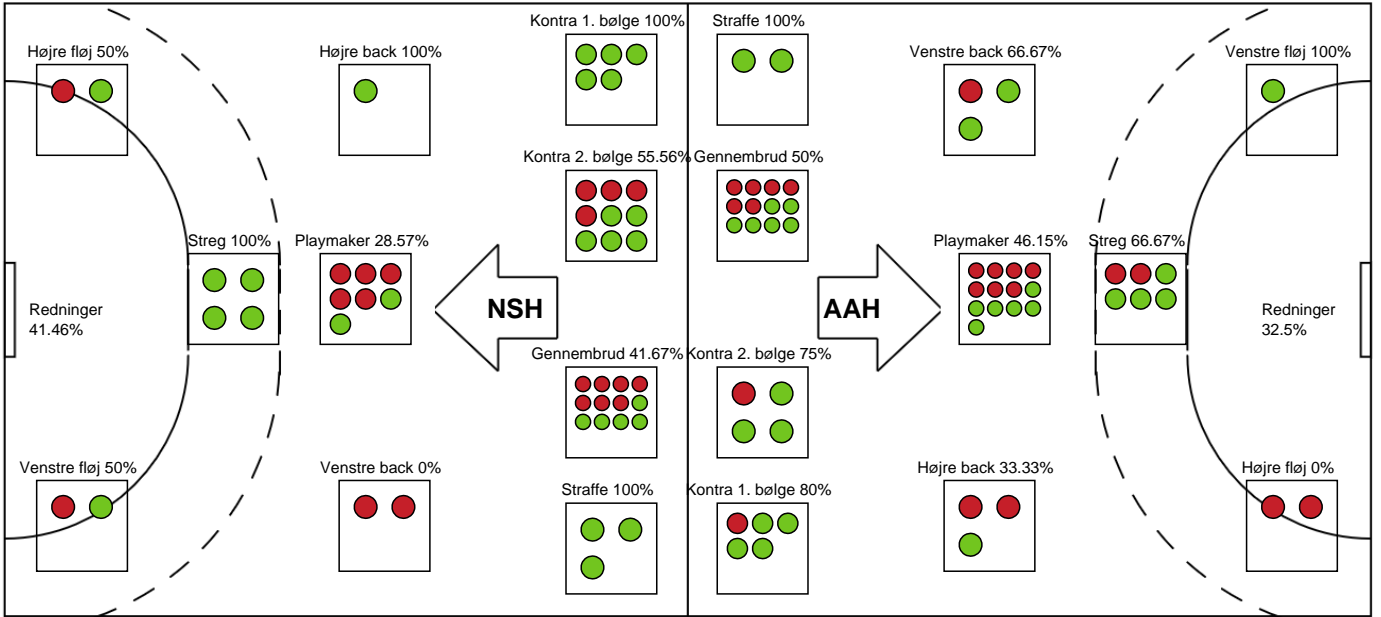 Kontra 1. bølge 100%
Straffe 100%
Højre fløj 50%
Højre back 100%
Venstre back 66.67%
Venstre fløj 100%
Kontra 2. bølge 55.56%
Gennembrud 50%
Streg 100%
Playmaker 28.57%
Playmaker 46.15%
Streg 66.67%
Redninger
41.46%
NSH
AAH
Redninger
32.5%
Gennembrud 41.67%
Kontra 2. bølge 75%
Venstre fløj 50%
Venstre back 0%
Straffe 100%
Kontra 1. bølge 80%
Højre back 33.33%
Højre fløj 0%